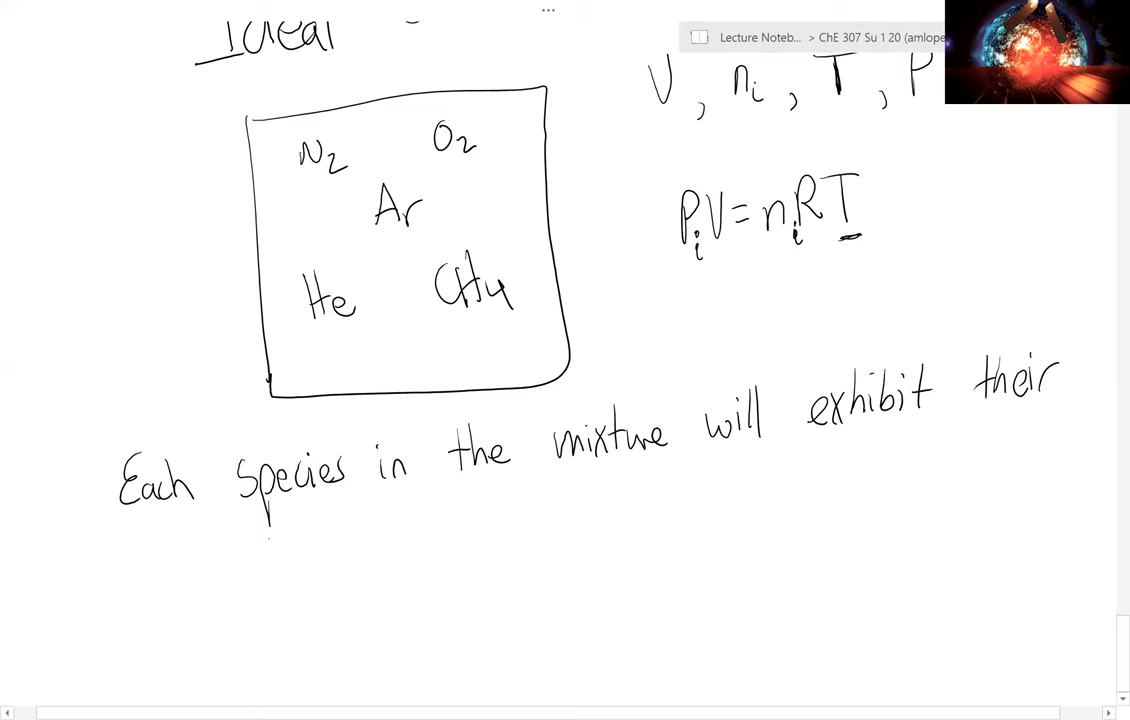 Ideal
Lecture Noteb... > ChE 307 Su 1 20 (amlope
V, ni, T, P
N2 O2
Ar
He CH4
PiV = niRT
Each species in the mixture will exhibit their